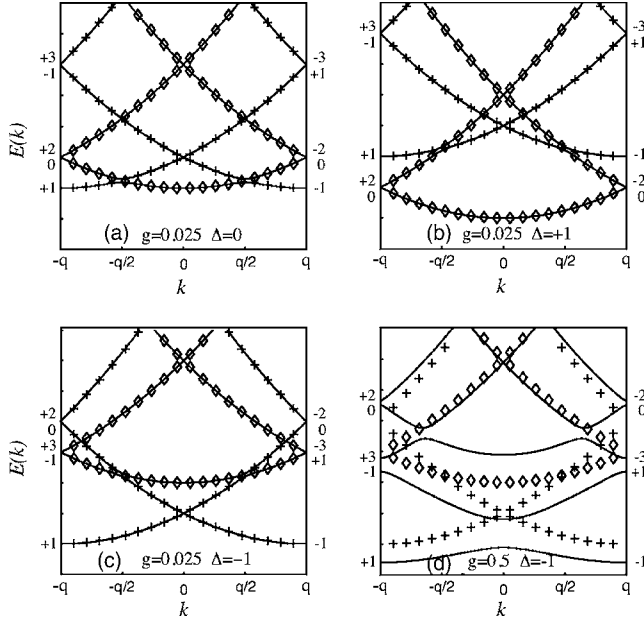 +3
-1
+2
0
+1
-3
+1
-2
0
-1
E(k)
(a) g=0.025 Δ=0
-q -q/2 0 q/2 q
k
+3
-1
+1
+2
0
-3
+1
-1
-2
0
(b) g=0.025 Δ=+1
-q -q/2 0 q/2 q
k
+2
0
+3
-1
+1
-2
0
-3
+1
-1
E(k)
(c) g=0.025 Δ=-1
-q -q/2 0 q/2 q
k
+2
0
+3
-1
+1
-2
0
-3
+1
-1
(d) g=0.5 Δ=-1
-q -q/2 0 q/2 q
k